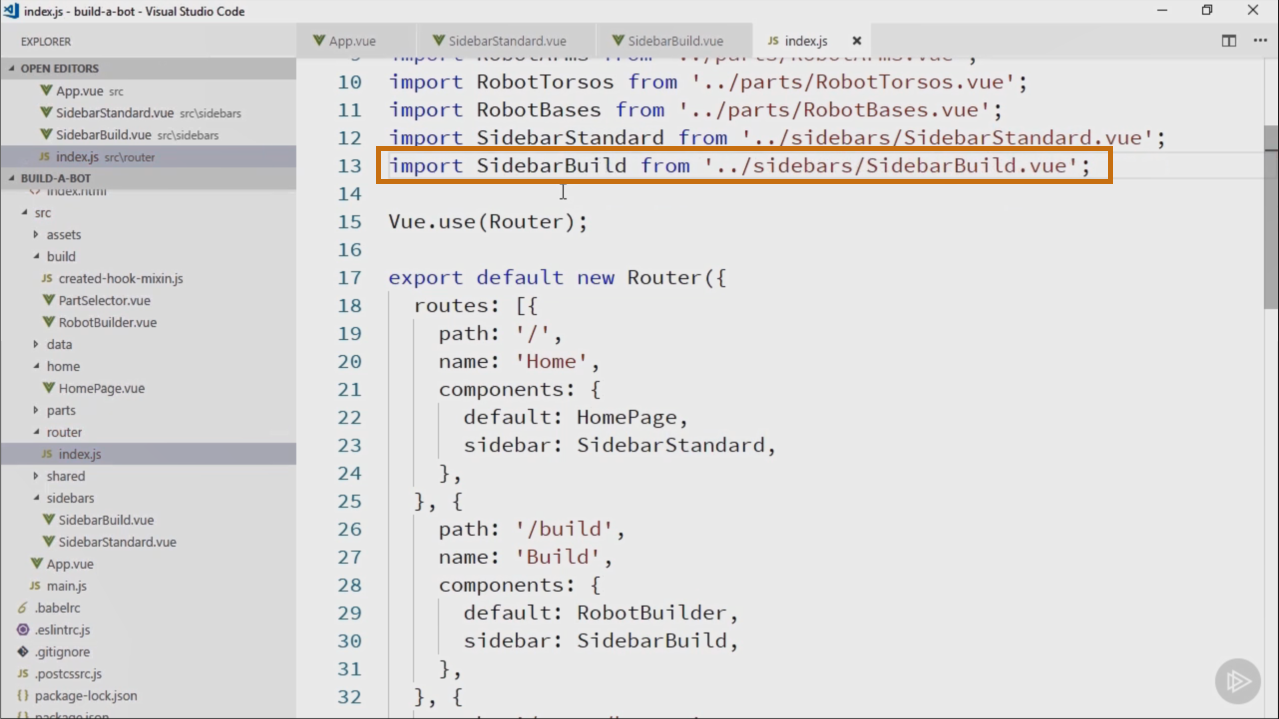 index.js - build-a-bot - Visual Studio Code
EXPLORER
OPEN EDITORS
App.vue src
SidebarStandard.vue src\sidebars
SidebarBuild.vue src\sidebars
index.js src\router
BUILD-A-BOT
index.html
src
assets
build
created-hook-mixin.js
PartSelector.vue
RobotBuilder.vue
data
home
HomePage.vue
parts
router
index.js
shared
sidebars
SidebarBuild.vue
SidebarStandard.vue
App.vue
main.js
.babelrc
.eslintrc.js
.gitignore
.postcssrc.js
package-lock.json
package.json
App.vue
SidebarStandard.vue
SidebarBuild.vue
index.js
9 import RobotArms from '../parts/RobotArms.vue';
10 import RobotTorsos from '../parts/RobotTorsos.vue';
11 import RobotBases from '../parts/RobotBases.vue';
12 import SidebarStandard from '../sidebars/SidebarStandard.vue';
13 import SidebarBuild from '../sidebars/SidebarBuild.vue';
14
15 Vue.use(Router);
16
17 export default new Router({
18 routes: [{
19 path: '/',
20 name: 'Home',
21 components: {
22 default: HomePage,
23 sidebar: SidebarStandard,
24 },
25 }, {
26 path: '/build',
27 name: 'Build',
28 components: {
29 default: RobotBuilder,
30 sidebar: SidebarBuild,
31 },
32 }, {